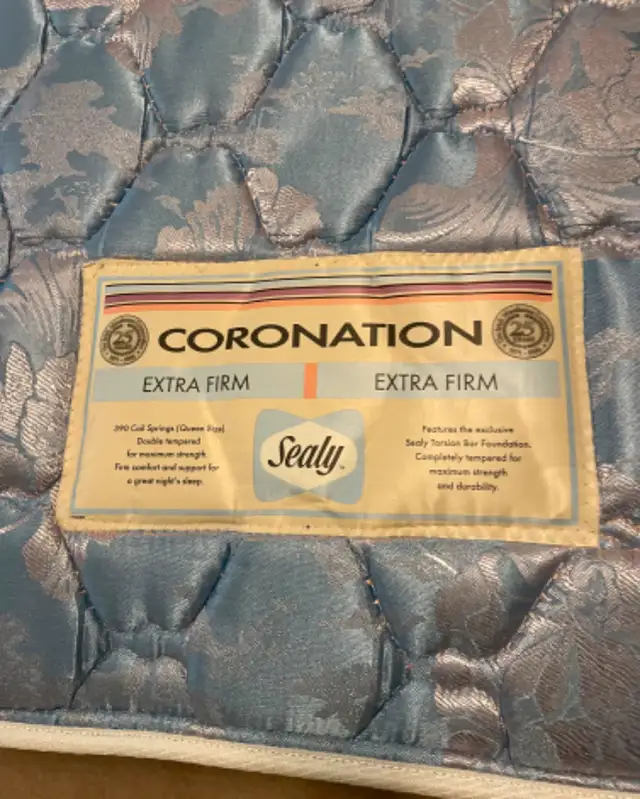 CORONATION
25
25
EXTRA FIRM
EXTRA FIRM
390 Coil Springs (Queen Size)
Double tempered
for maximum strength.
Firm comfort and support for
a great night's sleep.
Sealy
Features the exclusive
Sealy Torsion Bar Foundation.
Completely tempered for
maximum strength
and durability.